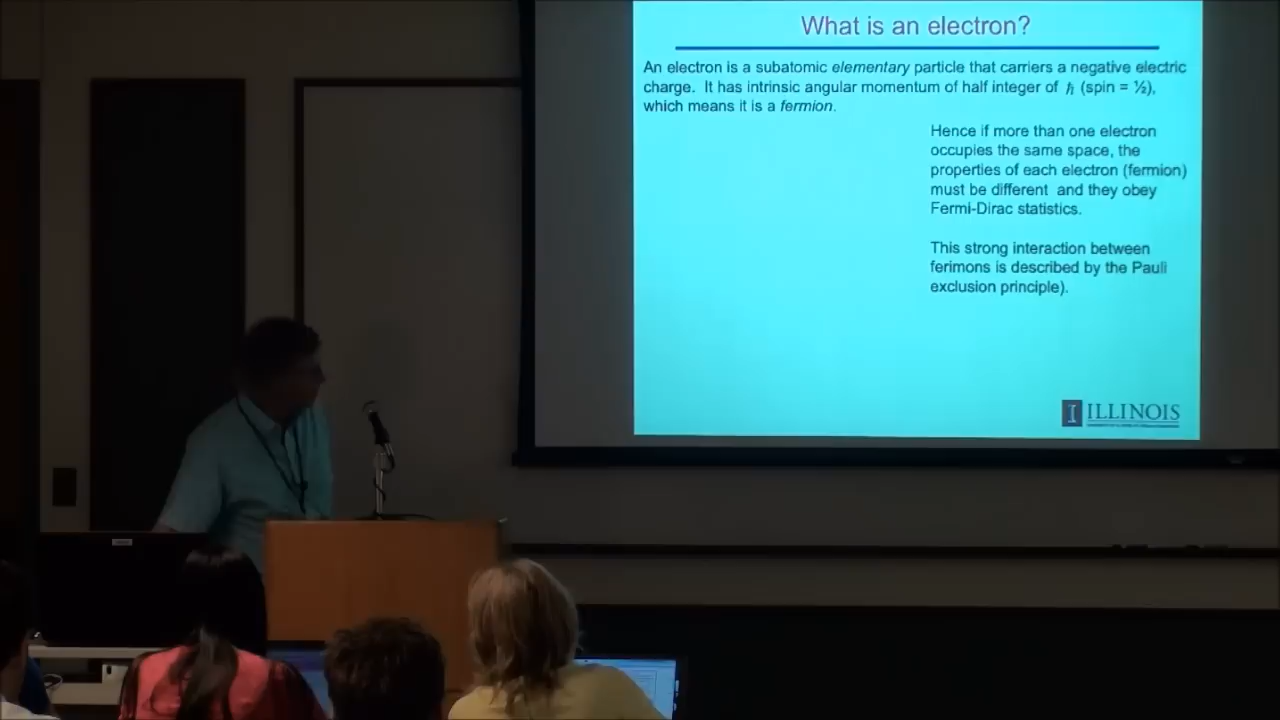 What is an electron?
An electron is a subatomic elementary particle that carriers a negative electric
charge. It has intrinsic angular momentum of half integer of ℏ (spin = ½),
which means it is a fermion.
Hence if more than one electron
occupies the same space, the
properties of each electron (fermion)
must be different and they obey
Fermi-Dirac statistics.
This strong interaction between
ferimons is described by the Pauli
exclusion principle).
I ILLINOIS